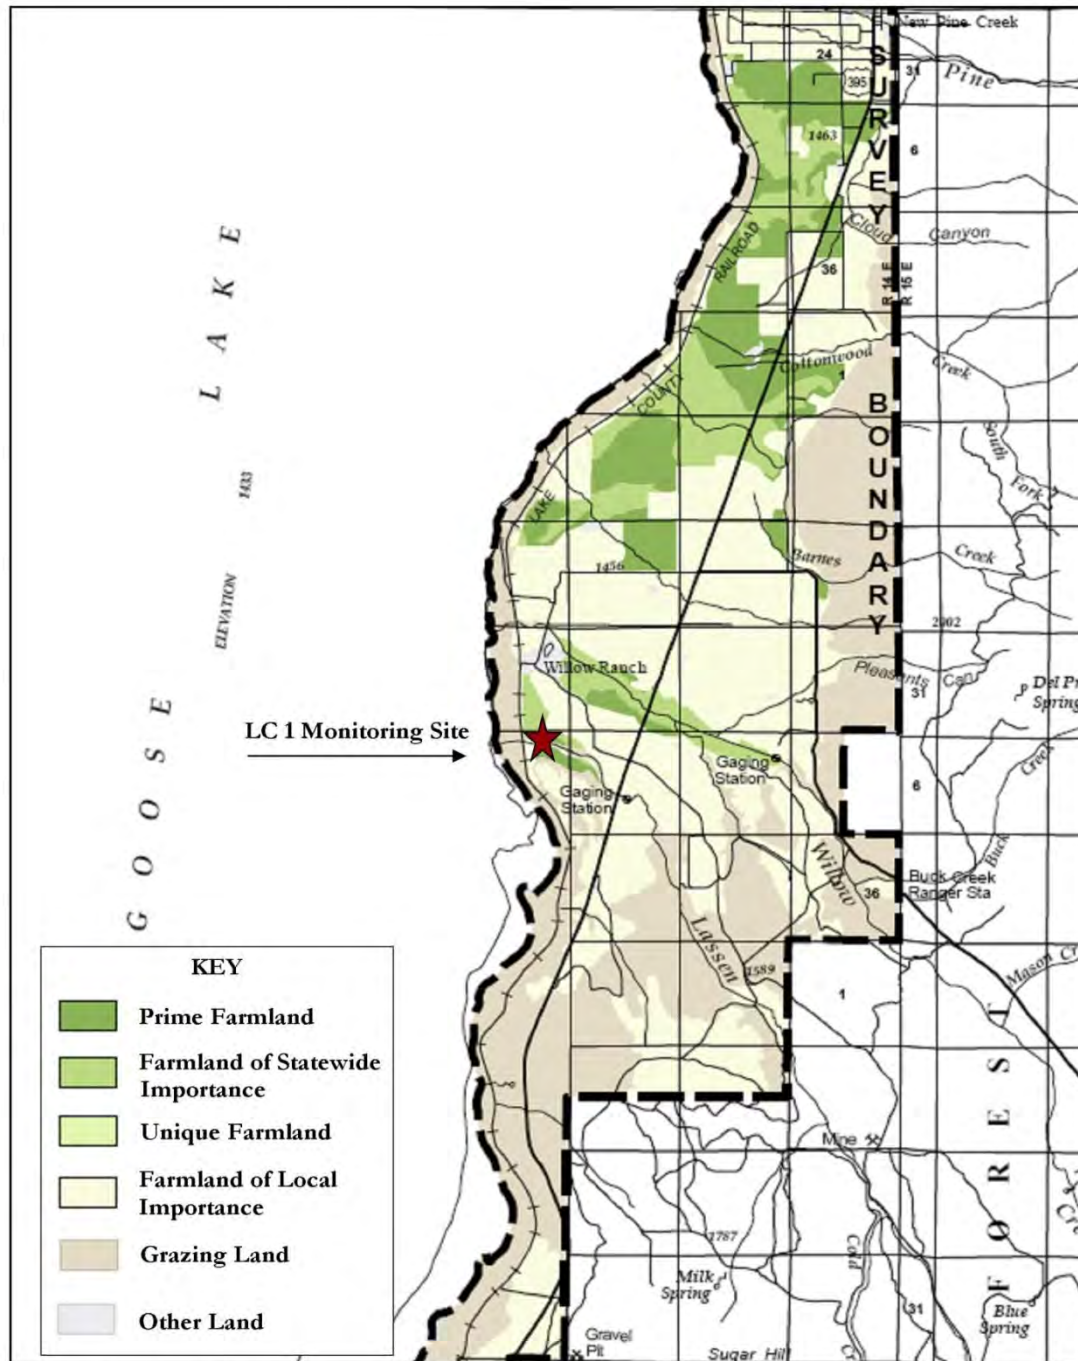 New Pine Creek
24
31
Pine
395
SURVEY
1463
6
Cloud Canyon
RAILROAD
36
R 14 E
R 15 E
Cottonwood Creek
1
COUNTY
LAKE
BOUNDARY
South
Fork
GOOSE LAKE
ELEVATION 1433
1456
Barnes Creek
2002
Willow Ranch
Pleasants
31
Del Pr
Spring
LC 1 Monitoring Site
Gaging
Station
Gaging
Station
6
Buck Creek
Willow
36
Buck Creek
Ranger Sta
Lassen
1589
1
Mason Cr
KEY
Prime Farmland
Farmland of Statewide
Importance
Unique Farmland
Farmland of Local
Importance
Grazing Land
Other Land
FOREST
Mine
1787
Cold
Milk
Spring
31
Blue
Spring
Gravel
Pit
Sugar Hill